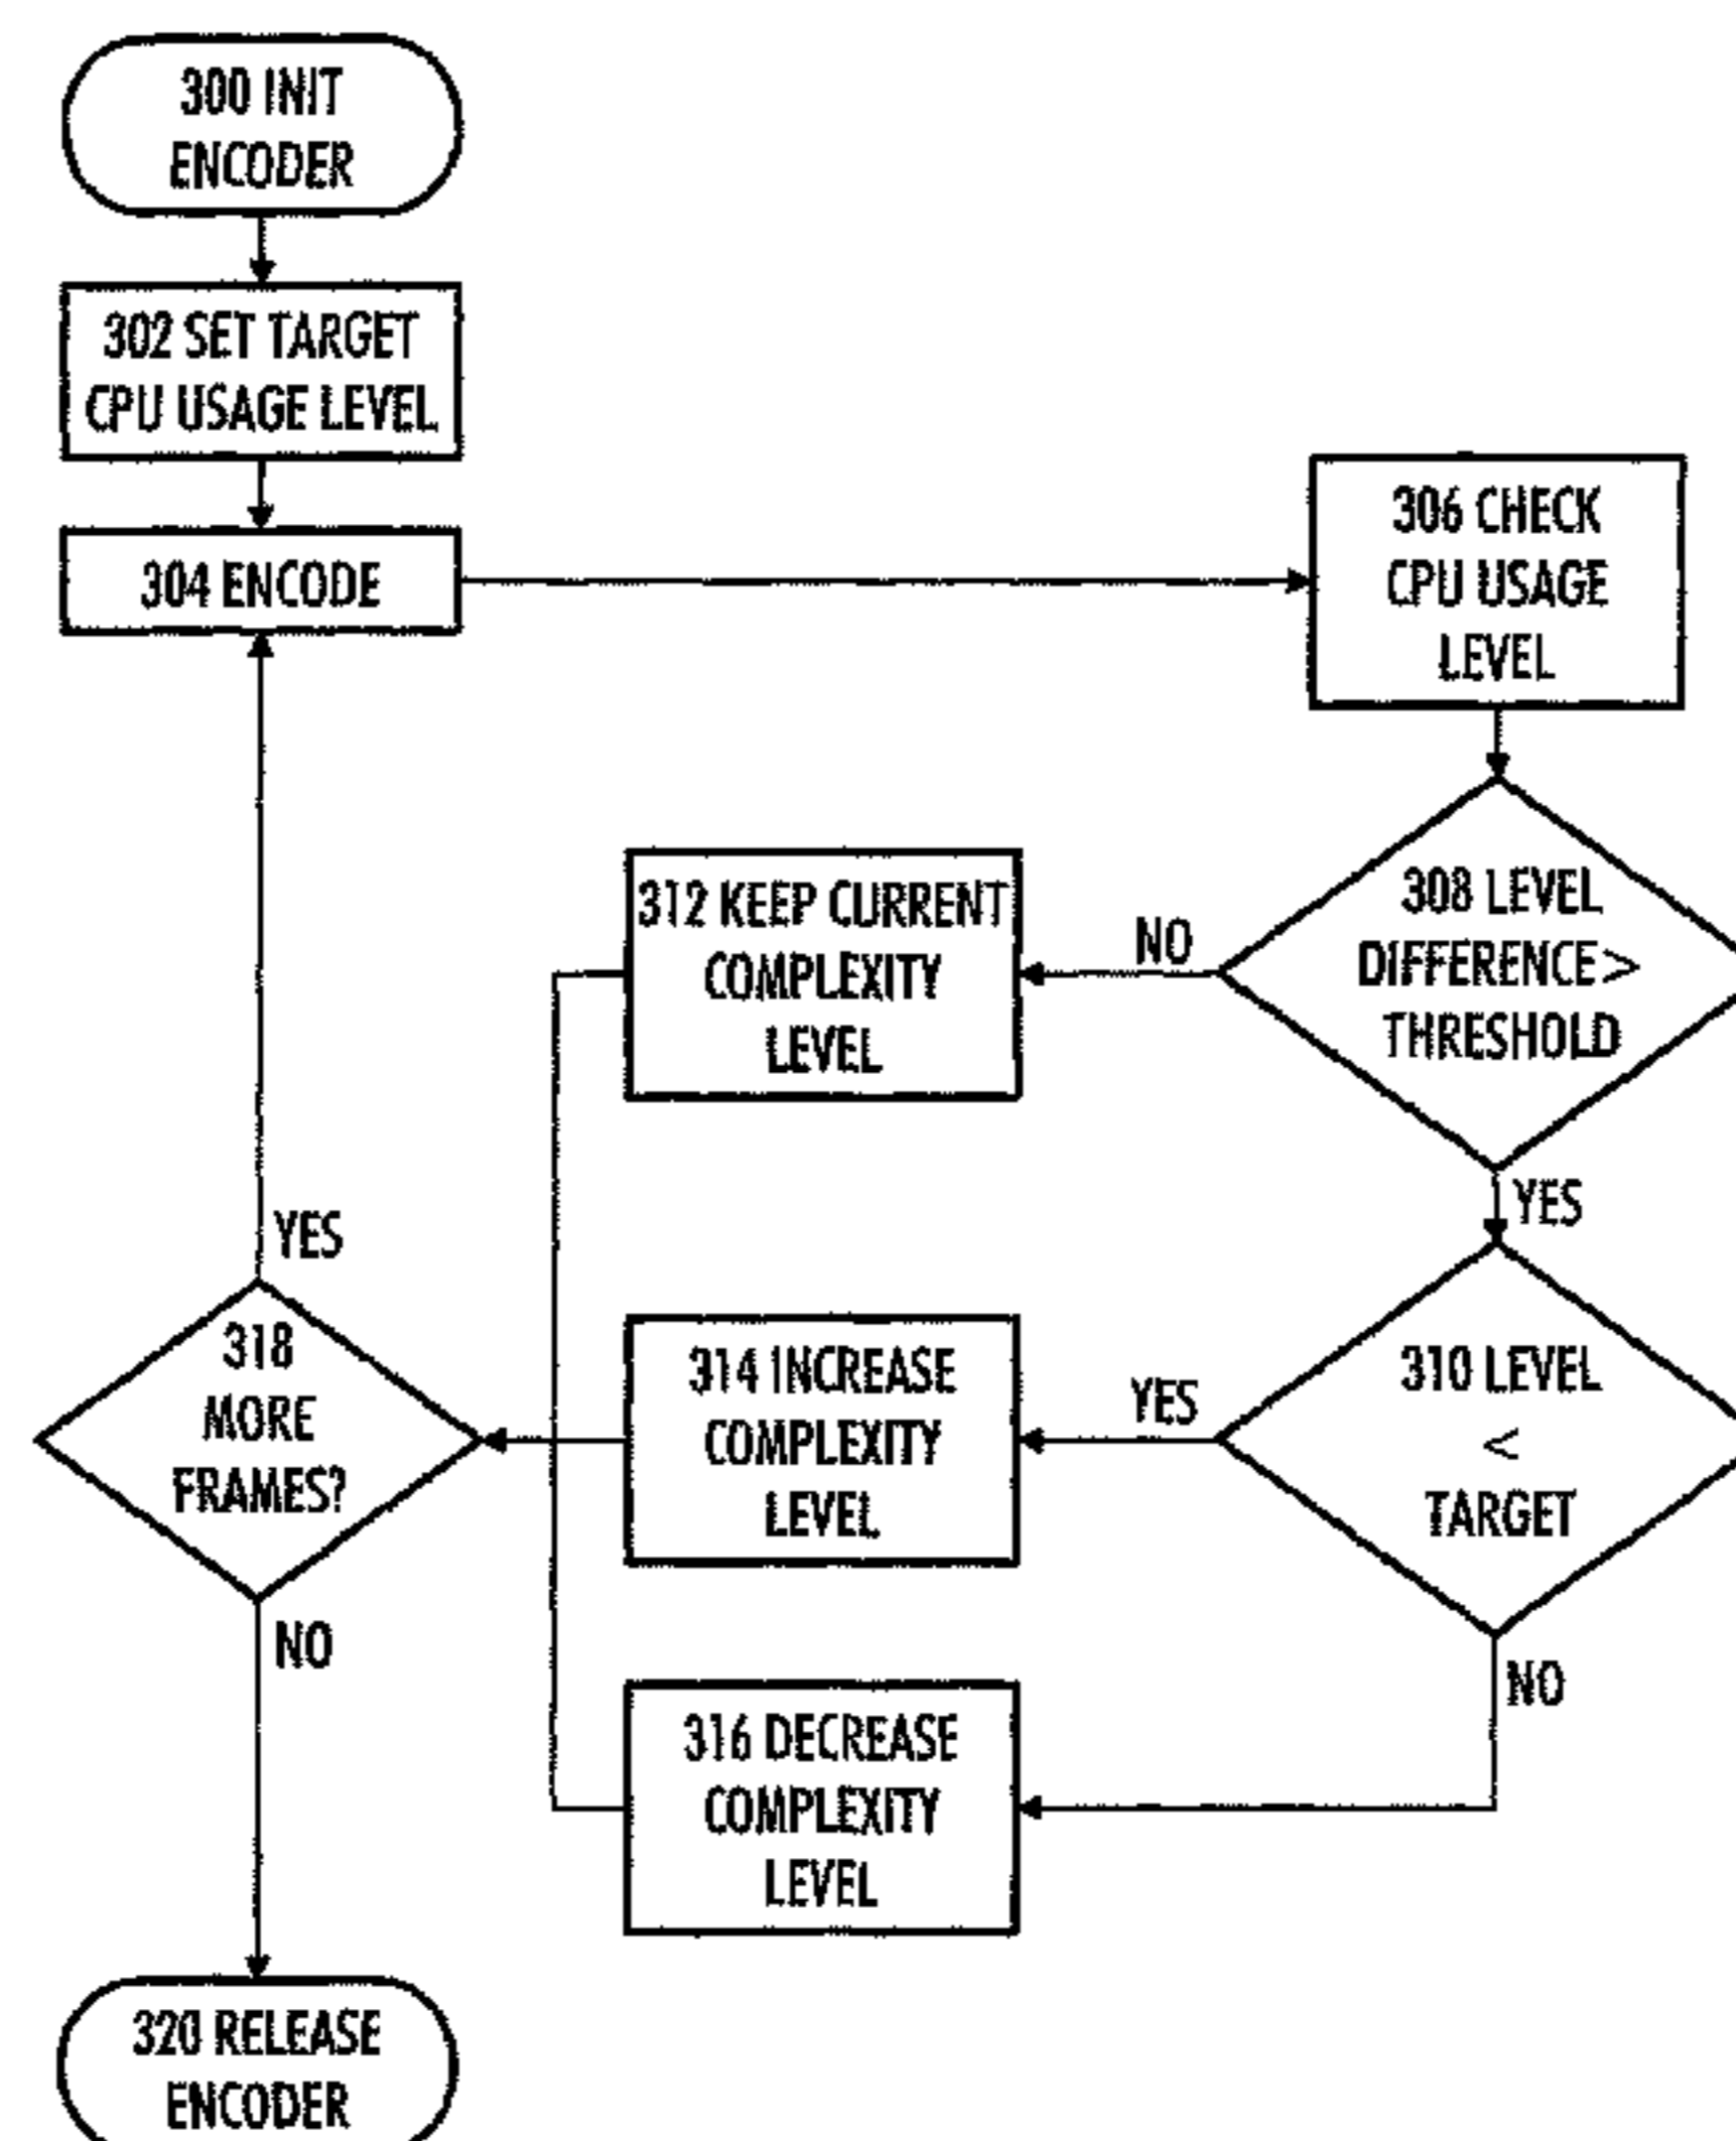 300 INIT
ENCODER
302 SET TARGET
CPU USAGE LEVEL
304 ENCODE
306 CHECK
CPU USAGE
LEVEL
308 LEVEL
DIFFERENCE>
THRESHOLD
NO
YES
312 KEEP CURRENT
COMPLEXITY
LEVEL
310 LEVEL
<
TARGET
YES
NO
314 INCREASE
COMPLEXITY
LEVEL
316 DECREASE
COMPLEXITY
LEVEL
318
MORE
FRAMES?
YES
NO
320 RELEASE
ENCODER